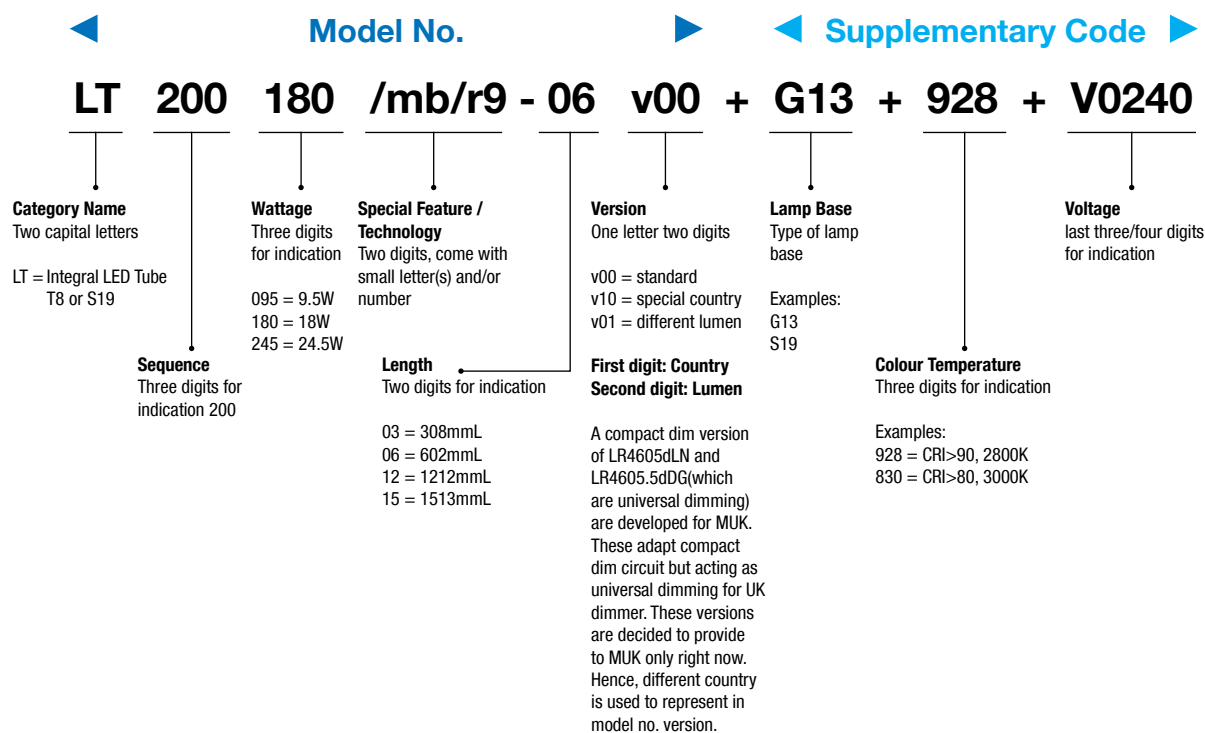 Model No.
Supplementary Code
LT 200 180 /mb/r9 - 06 v00 + G13 + 928 + V0240
Category Name
Two capital letters
LT = Integral LED Tube
T8 or S19
Sequence
Three digits for
indication 200
Wattage
Three digits
for indication
095 = 9.5W
180 = 18W
245 = 24.5W
Special Feature /
Technology
Two digits, come with
small letter(s) and/or
number
Length
Two digits for indication
03 = 308mmL
06 = 602mmL
12 = 1212mmL
15 = 1513mmL
Version
One letter two digits
v00 = standard
v10 = special country
v01 = different lumen
First digit: Country
Second digit: Lumen
A compact dim version
of LR4605dLN and
LR4605.5dDG(which
are universal dimming)
are developed for MUK.
These adapt compact
dim circuit but acting as
universal dimming for UK
dimmer. These versions
are decided to provide
to MUK only right now.
Hence, different country
is used to represent in
model no. version.
Lamp Base
Type of lamp
base
Examples:
G13
S19
Colour Temperature
Three digits for indication
Examples:
928 = CRI>90, 2800K
830 = CRI>80, 3000K
Voltage
last three/four digits
for indication